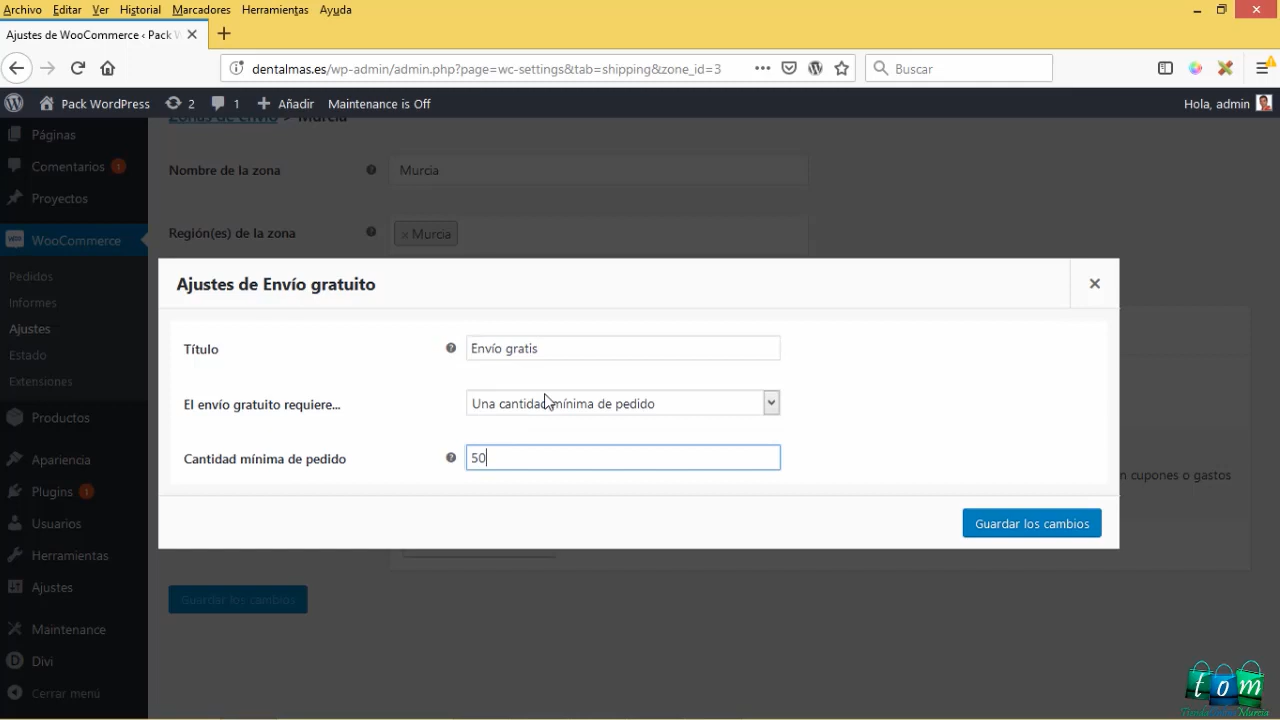 Archivo Editar Ver Historial Marcadores Herramientas Ayuda
Ajustes de WooCommerce ‹ Pack W
dentalmas.es/wp-admin/admin.php?page=wc-settings&tab=shipping&zone_id=3
Buscar
Pack WordPress 2 1 Añadir Maintenance is Off Hola, admin
Zonas de envío > Murcia
Páginas
Comentarios 1
Proyectos
WooCommerce
Pedidos
Informes
Ajustes
Estado
Extensiones
Productos
Apariencia
Plugins 1
Usuarios
Herramientas
Ajustes
Maintenance
Divi
Cerrar menú
Nombre de la zona Murcia
Región(es) de la zona × Murcia
Ajustes de Envío gratuito ×
Título Envío gratis
El envío gratuito requiere... Una cantidad mínima de pedido
Cantidad mínima de pedido 50
n cupones o gastos
Guardar los cambios
Guardar los cambios
tom